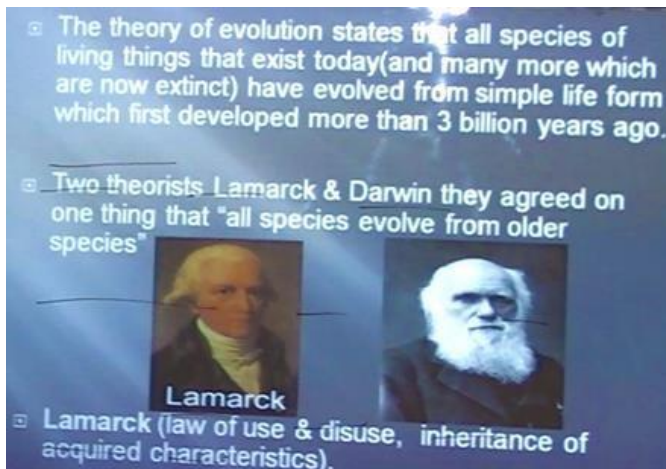 The theory of evolution states that all species of
living things that exist today(and many more which
are now extinct) have evolved from simple life form
which first developed more than 3 billion years ago.
Two theorists Lamarck & Darwin they agreed on
one thing that "all species evolve from older
species"
Lamarck
Lamarck (law of use & disuse, inheritance of
acquired characteristics).